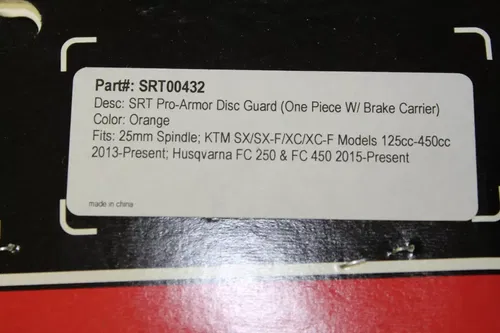 Part#: SRT00432
Desc: SRT Pro-Armor Disc Guard (One Piece W/ Brake Carrier)
Color: Orange
Fits: 25mm Spindle; KTM SX/SX-F/XC/XC-F Models 125cc-450cc
2013-Present; Husqvarna FC 250 & FC 450 2015-Present
made in china